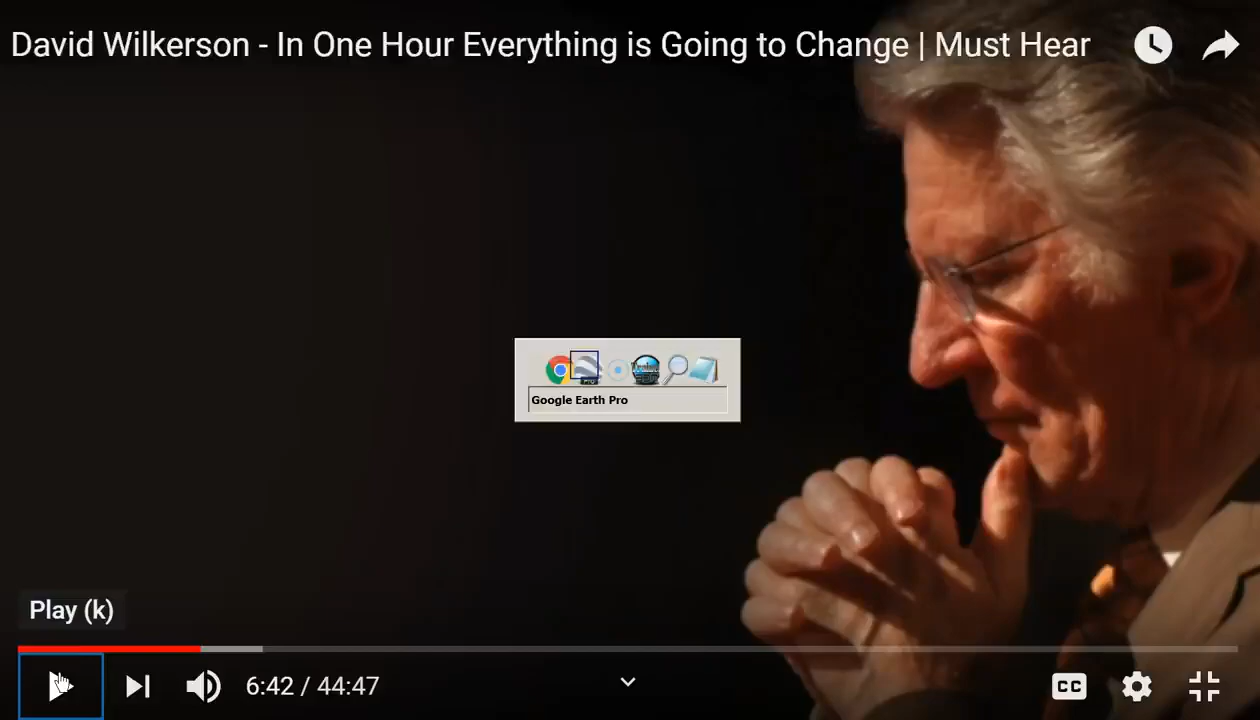 David Wilkerson - In One Hour Everything is Going to Change | Must Hear
Google Earth Pro
Play (k)
6:42 / 44:47
CC